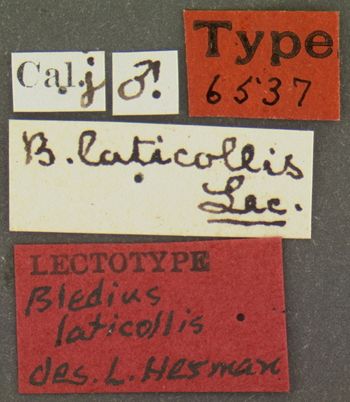 Cal.j
♂!
Type
6537
B. laticollis
Lec.
LECTOTYPE
Bledius
laticollis
des. L. Herman